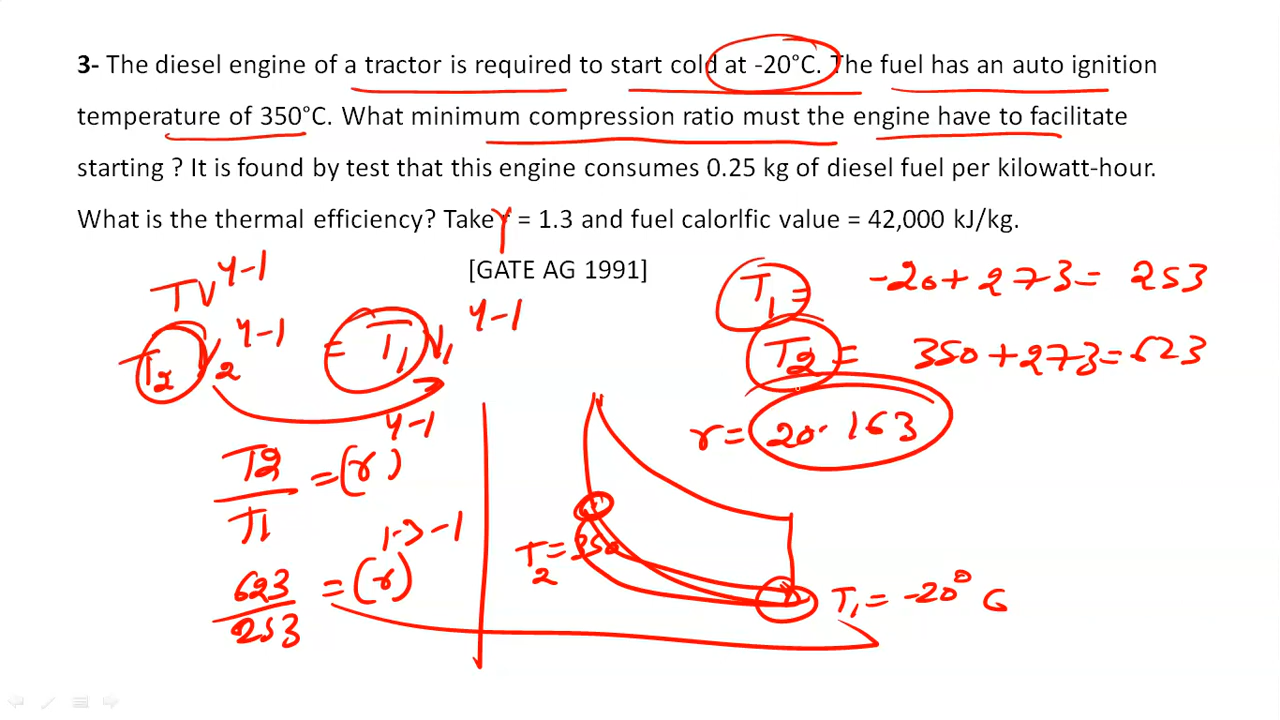 3- The diesel engine of a tractor is required to start cold at -20°C. The fuel has an auto ignition
temperature of 350°C. What minimum compression ratio must the engine have to facilitate
starting ? It is found by test that this engine consumes 0.25 kg of diesel fuel per kilowatt-hour.
What is the thermal efficiency? Take γ = 1.3 and fuel calorlfic value = 42,000 kJ/kg.
[GATE AG 1991]
TV^γ-1
T2 V2^γ-1 = T1 V1^γ-1
T2/T1 = (r)^γ-1
623/253 = (r)^1.3-1
T1 = -20+273= 253
T2 = 350+273=623
r= 20.163
T2 = 350
T1 = -20° C